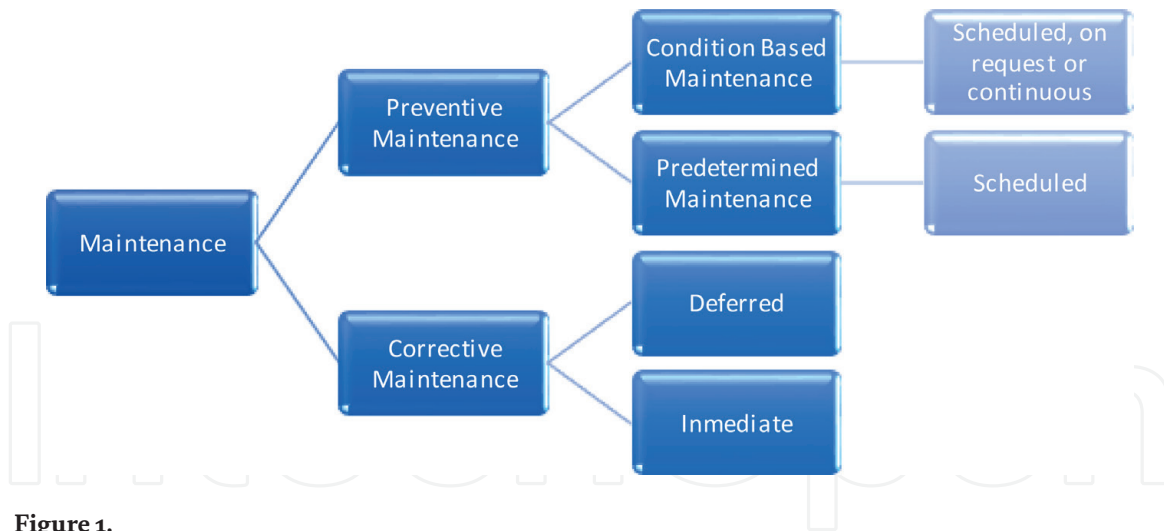 Maintenance
Preventive
Maintenance
Corrective
Maintenance
Condition Based
Maintenance
Predetermined
Maintenance
Deferred
Inmediate
Scheduled, on
request or
continuous
Scheduled
IntechOpen
Figure 1.